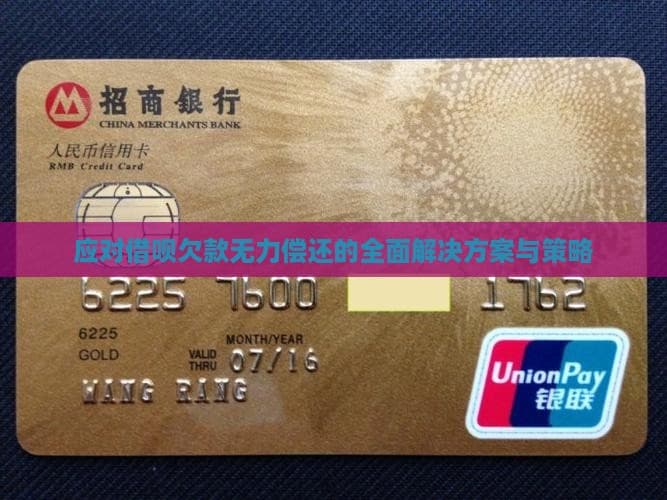 招商银行
CHINA MERCHANTS BANK
人民币信用卡
RMB Credit Card
应对借呗欠款无力偿还的全面解决方案与策略
6225 7600 1762
6225
MONTH/YEAR
GOLD VALID THRU 07/16
WANG RANG
UnionPay
银联